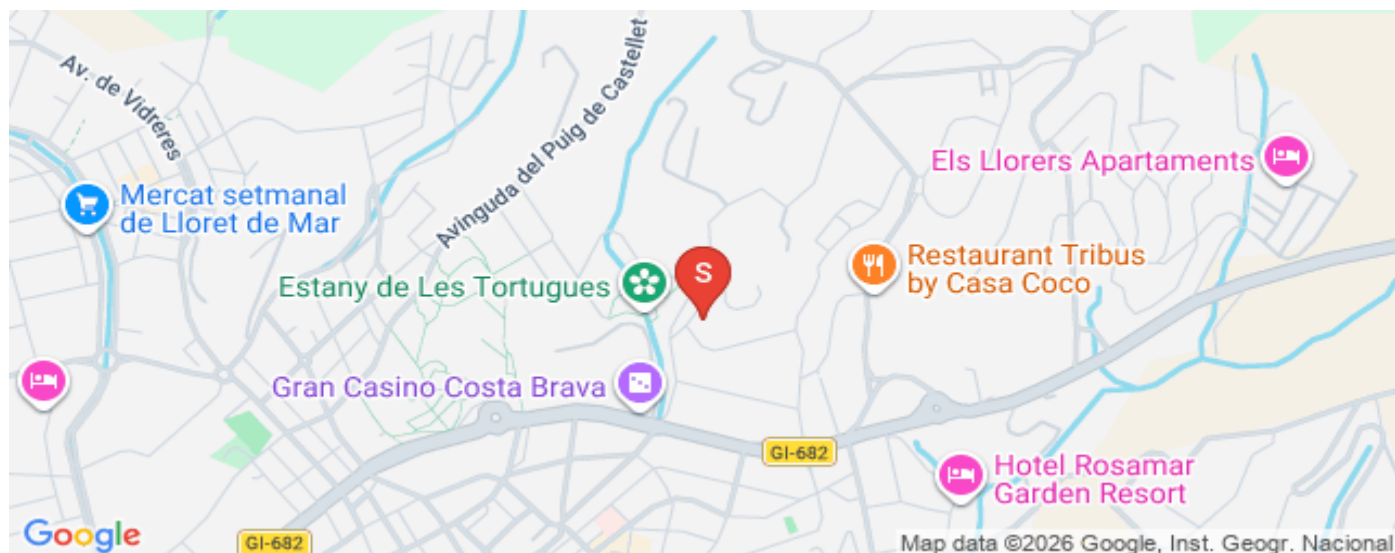 Av. de Vidreres
Avinguda del Puig de Castellet
Mercat setmanal
de Lloret de Mar
Els Llorers Apartaments
Estany de Les Tortugues
S
Restaurant Tribus
by Casa Coco
Gran Casino Costa Brava
GI-682
Hotel Rosamar
Garden Resort
Google
GI-682
Map data ©2026 Google, Inst. Geogr. Nacional